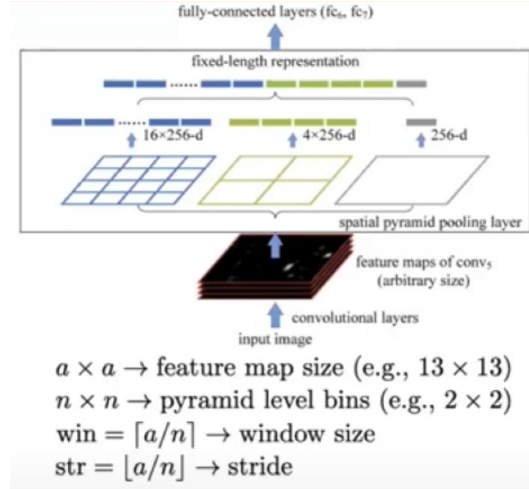 fully-connected layers (fc₆, fc₇)
fixed-length representation
......
......
16×256-d
4×256-d
256-d
spatial pyramid pooling layer
feature maps of conv₅
(arbitrary size)
convolutional layers
input image
a × a → feature map size (e.g., 13 × 13)
n × n → pyramid level bins (e.g., 2 × 2)
win = ⌈a/n⌉ → window size
str = ⌊a/n⌋ → stride